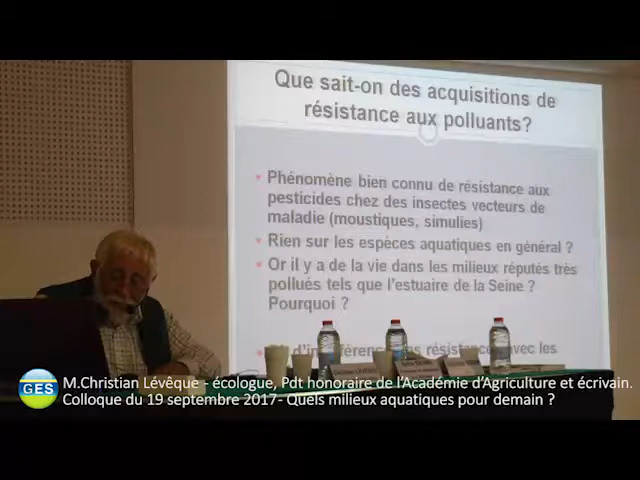 Que sait-on des acquisitions de
résistance aux polluants?
Phénomène bien connu de résistance aux
pesticides chez des insectes vecteurs de
maladie (moustiques, simulies)
Rien sur les espèces aquatiques en général ?
Or il y a de la vie dans les milieux réputés très
pollués tels que l'estuaire de la Seine ?
Pourquoi ?
avec les
GES
M.Christian Lévêque - écologue, Pdt honoraire de l'Académie d'Agriculture et écrivain.
Colloque du 19 septembre 2017- Quels milieux aquatiques pour demain ?